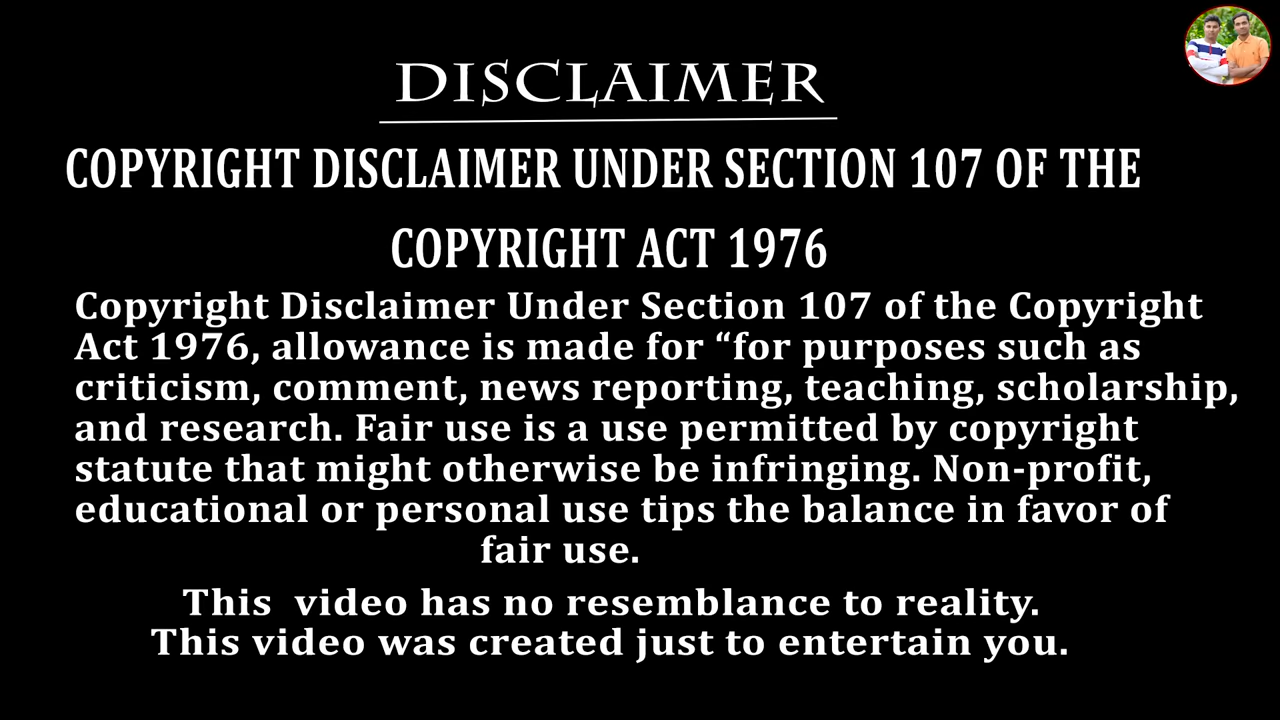 DISCLAIMER
COPYRIGHT DISCLAIMER UNDER SECTION 107 OF THE
COPYRIGHT ACT 1976
Copyright Disclaimer Under Section 107 of the Copyright
Act 1976, allowance is made for “for purposes such as
criticism, comment, news reporting, teaching, scholarship,
and research. Fair use is a use permitted by copyright
statute that might otherwise be infringing. Non-profit,
educational or personal use tips the balance in favor of
fair use.
This  video has no resemblance to reality.
This video was created just to entertain you.